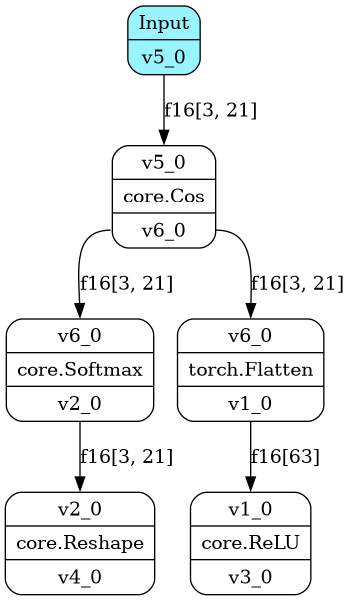 Input
v5_0
f16[3, 21]
v5_0
core.Cos
v6_0
f16[3, 21]
f16[3, 21]
v6_0
core.Softmax
v2_0
v6_0
torch.Flatten
v1_0
f16[3, 21]
f16[63]
v2_0
core.Reshape
v4_0
v1_0
core.ReLU
v3_0